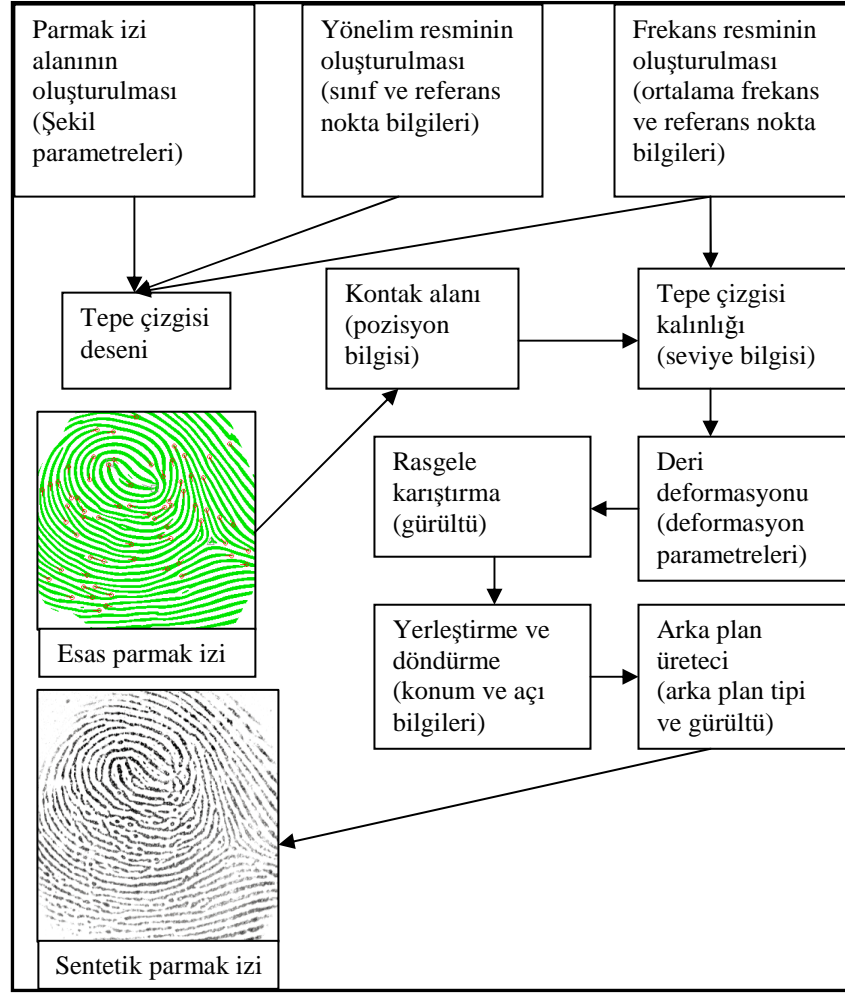 Parmak izi
alanının
oluşturulması
(Şekil
parametreleri)
Yönelim resminin
oluşturulması
(sınıf ve referans
nokta bilgileri)
Frekans resminin
oluşturulması
(ortalama frekans
ve referans nokta
bilgileri)
Tepe çizgisi
deseni
Kontak alanı
(pozisyon
bilgisi)
Tepe çizgisi
kalınlığı
(seviye bilgisi)
Rasgele
karıştırma
(gürültü)
Deri
deformasyonu
(deformasyon
parametreleri)
Esas parmak izi
Yerleştirme ve
döndürme
(konum ve açı
bilgileri)
Arka plan
üreteci
(arka plan tipi
ve gürültü)
Sentetik parmak izi